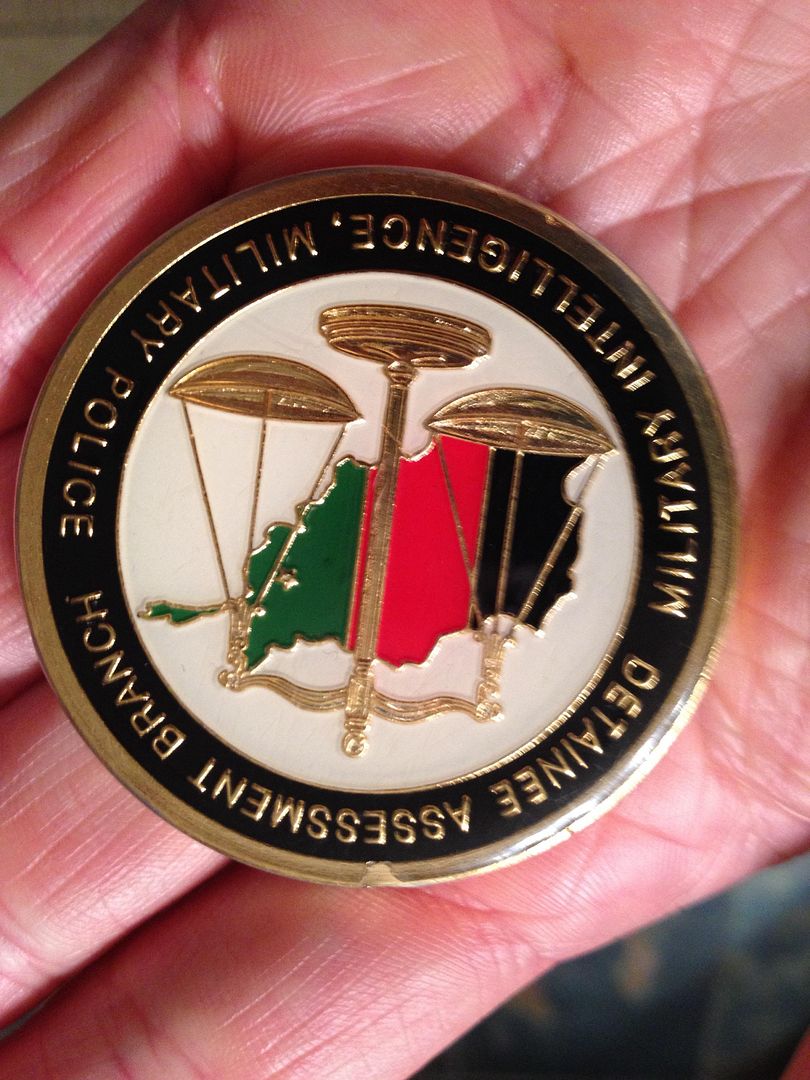 DETAINEE ASSESSMENT BRANCH
MILITARY INTELLIGENCE, MILITARY POLICE